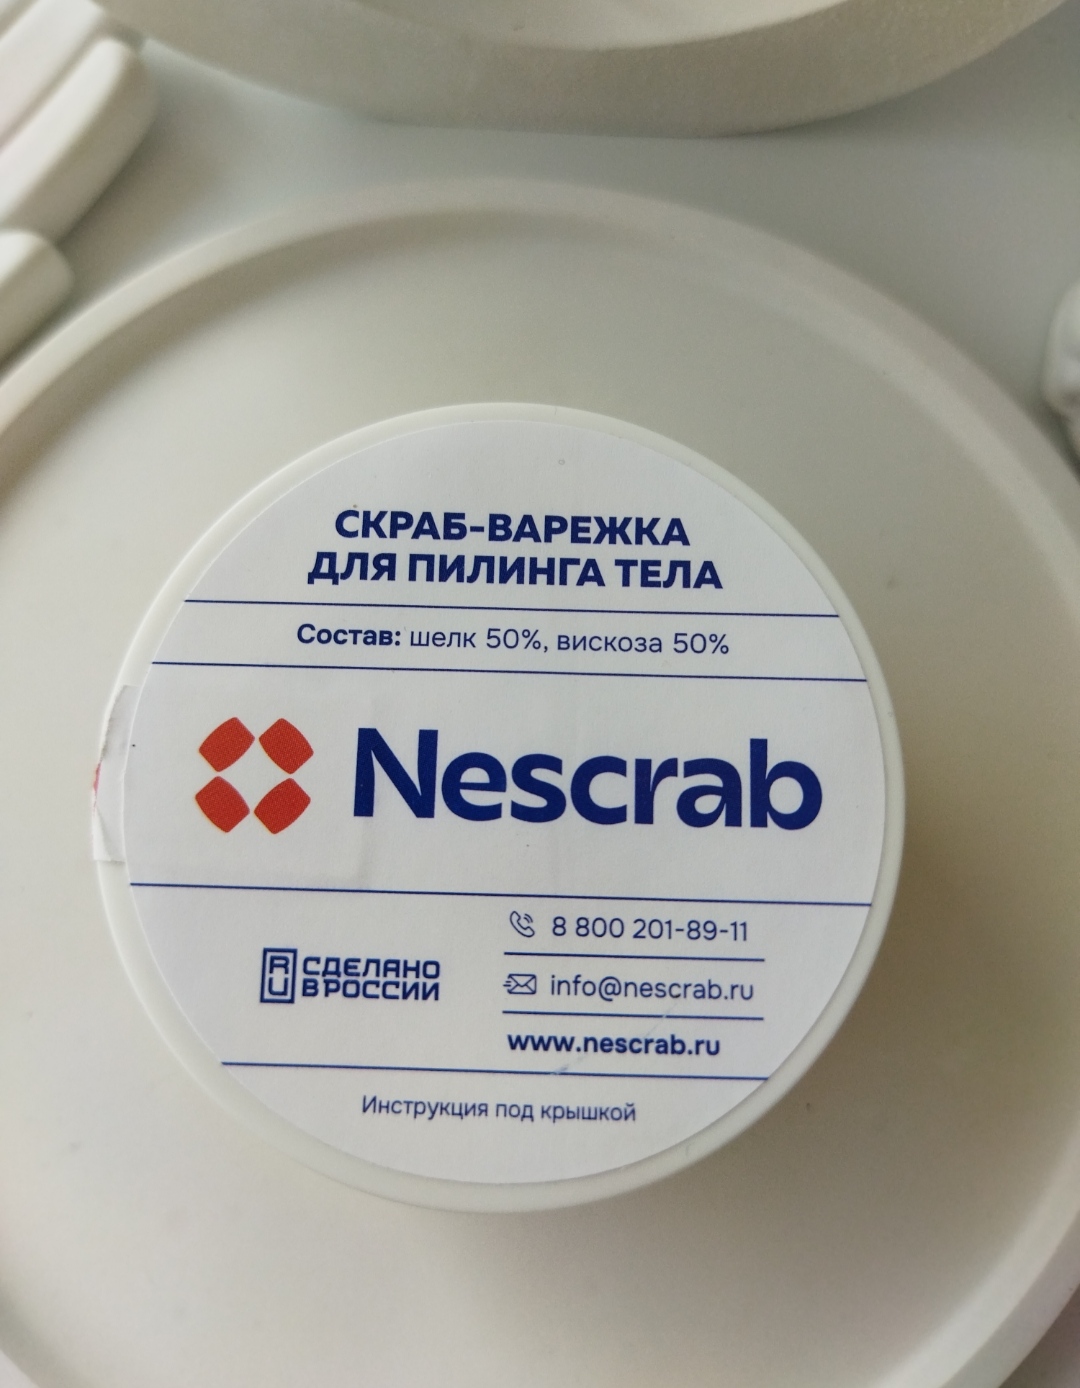 СКРАБ-ВАРЕЖКА
ДЛЯ ПИЛИНГА ТЕЛА
Состав: шелк 50%, вискоза 50%
Nescrab
RU СДЕЛАНО
В РОССИИ
8 800 201-89-11
info@nescrab.ru
www.nescrab.ru
Инструкция под крышкой